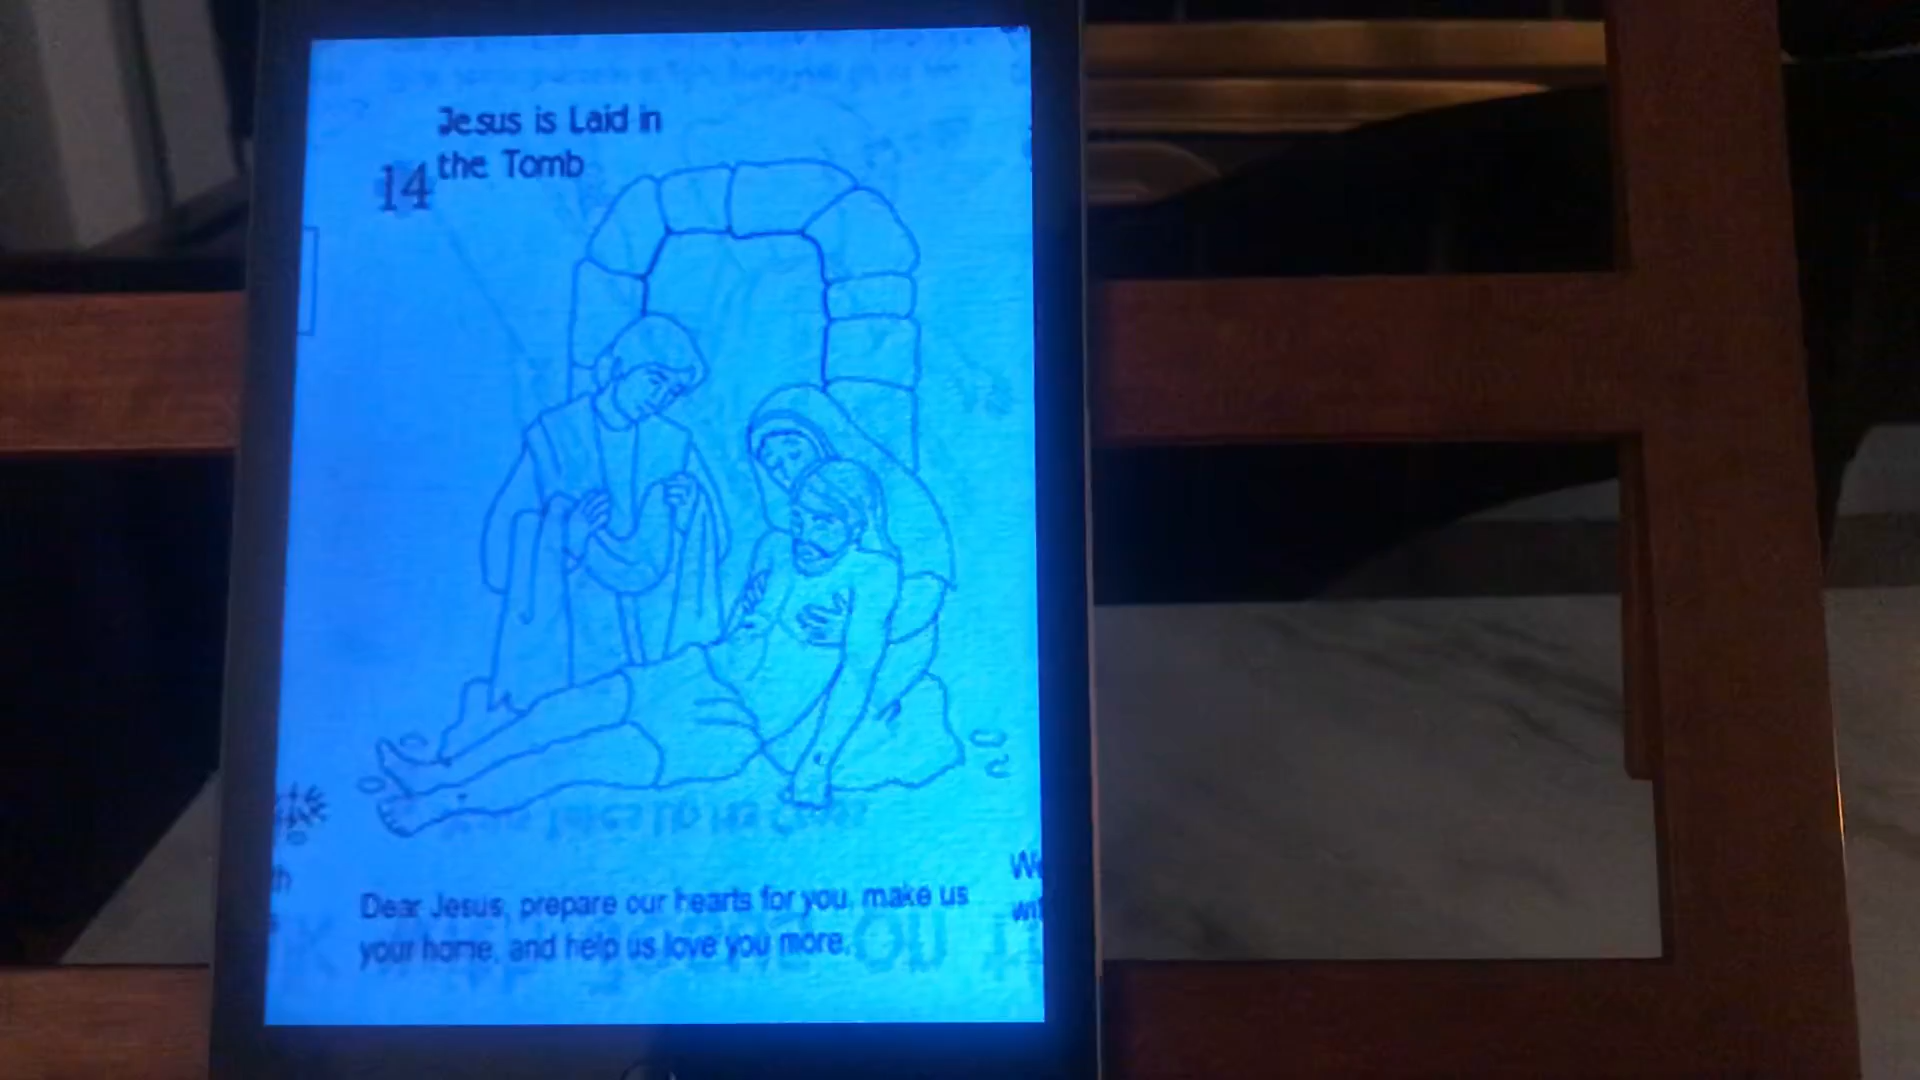 Jesus is Laid in
the Tomb
14
Dear Jesus, prepare our hearts for you, make us
your home, and help us love you more.